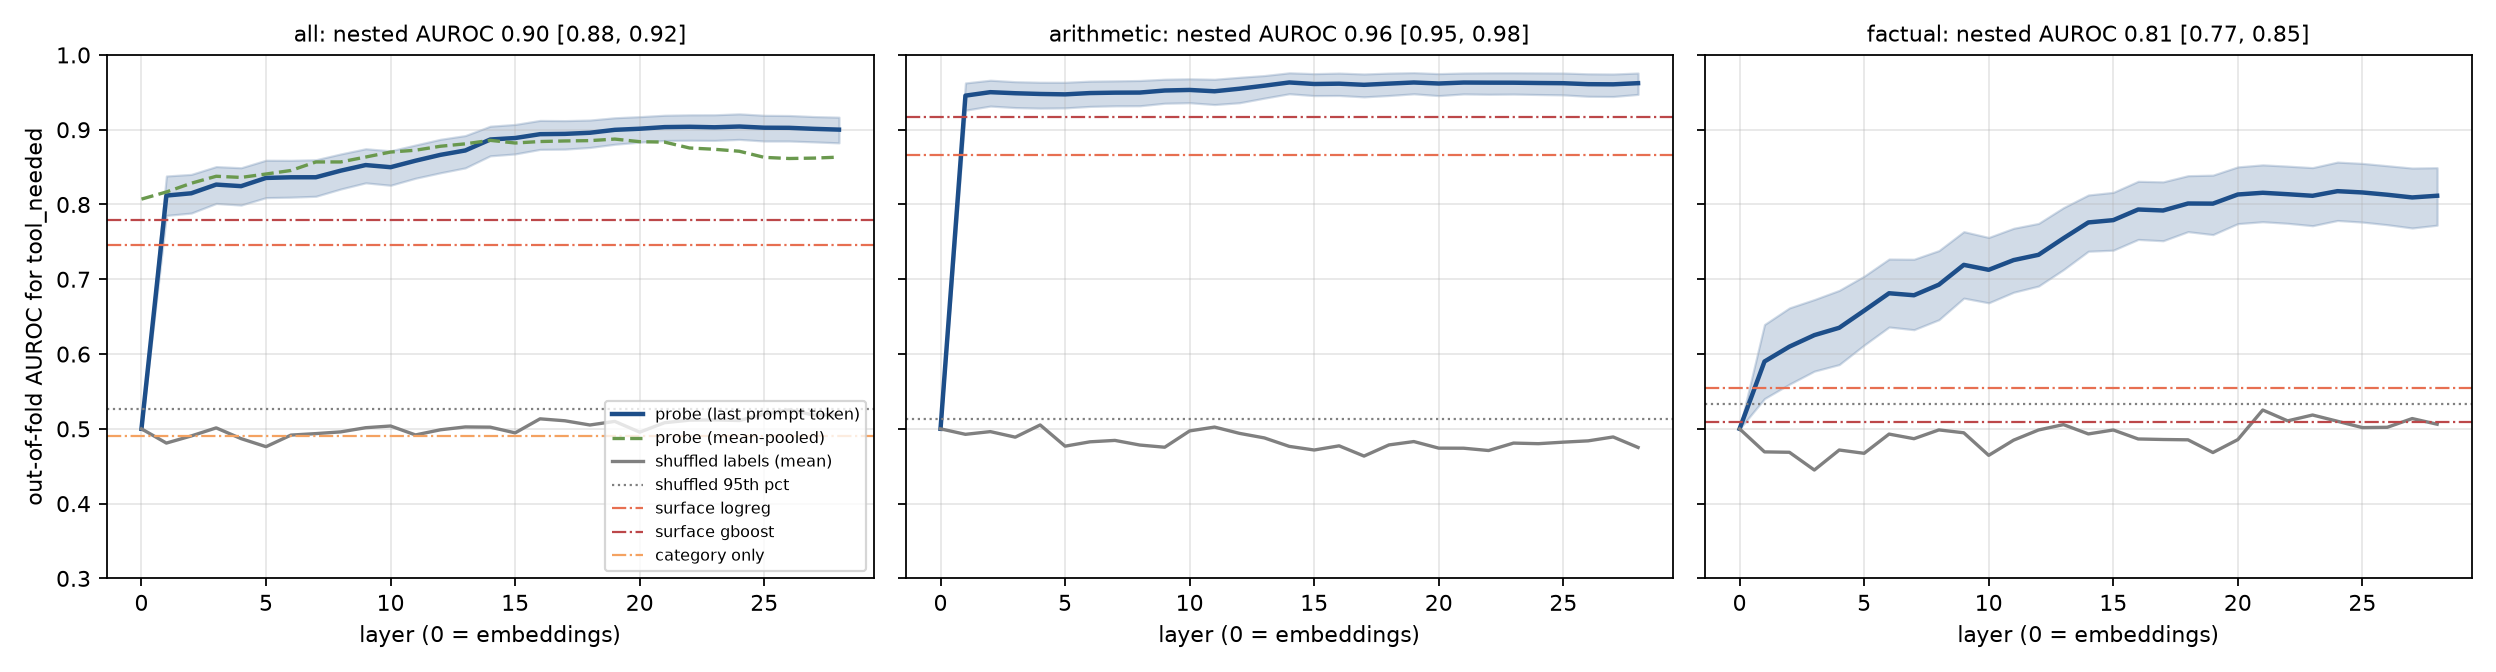 all: nested AUROC 0.90 [0.88, 0.92]
arithmetic: nested AUROC 0.96 [0.95, 0.98]
factual: nested AUROC 0.81 [0.77, 0.85]
out-of-fold AUROC for tool_needed
1.0
0.9
0.8
0.7
0.6
0.5
0.4
0.3
probe (last prompt token)
probe (mean-pooled)
shuffled labels (mean)
shuffled 95th pct
surface logreg
surface gboost
category only
0 5 10 15 20 25
0 5 10 15 20 25
0 5 10 15 20 25
layer (0 = embeddings)
layer (0 = embeddings)
layer (0 = embeddings)